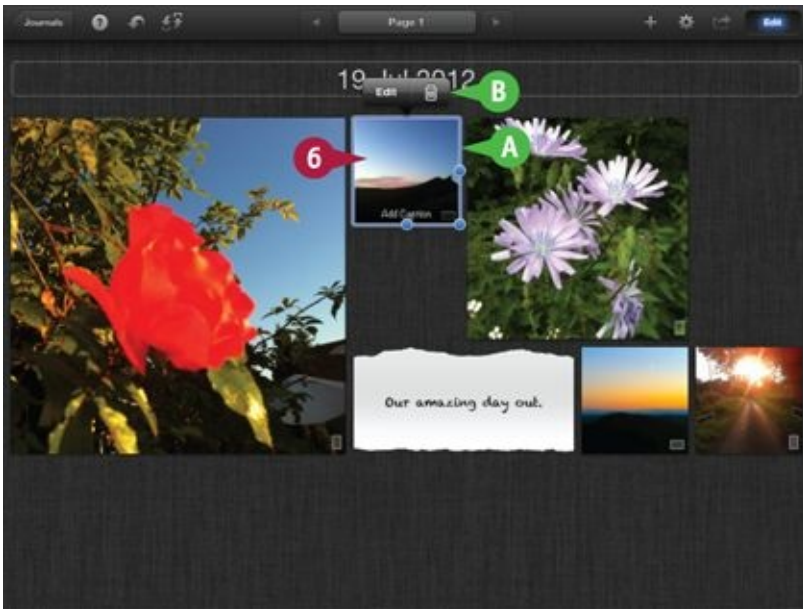 Journals ? Page 1 Edit
19 Jul 2012
Edit B
6 A
Add Caption
Our amazing day out.